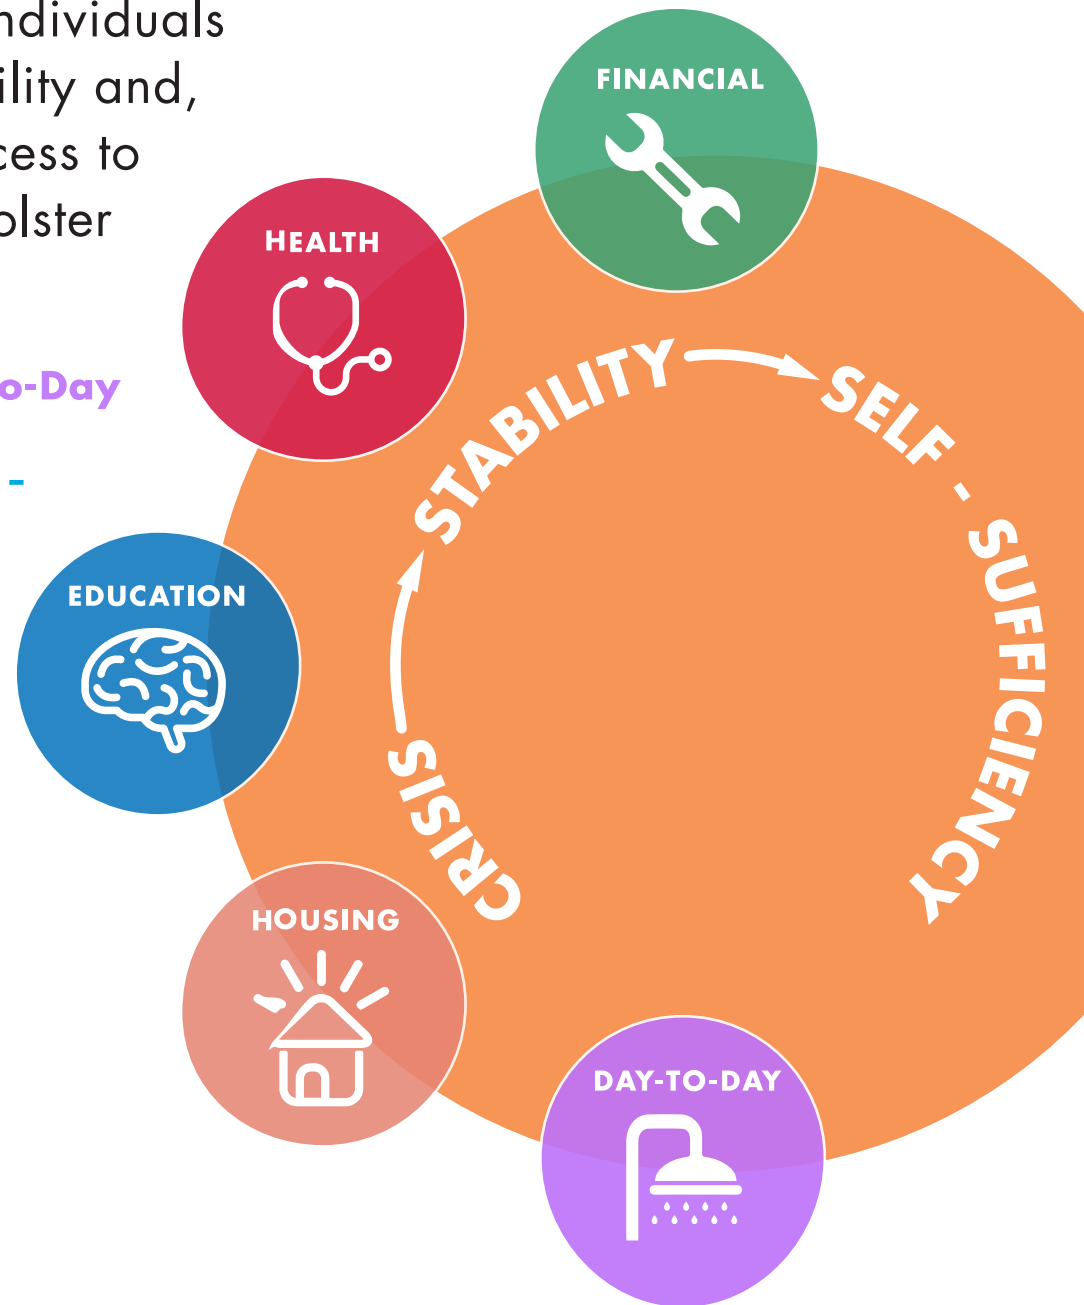 ndividuals
ility and,
cess to
olster
o-Day
-
FINANCIAL
HEALTH
EDUCATION
HOUSING
DAY-TO-DAY
CRISIS
STABILITY
SELF - SUFFICIENCY